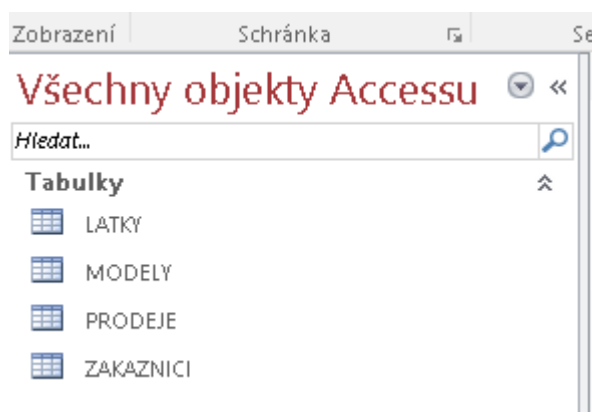 Zobrazení Schránka Se
Všechny objekty Accessu
Hledat...
Tabulky
LATKY
MODELY
PRODEJE
ZAKAZNICI